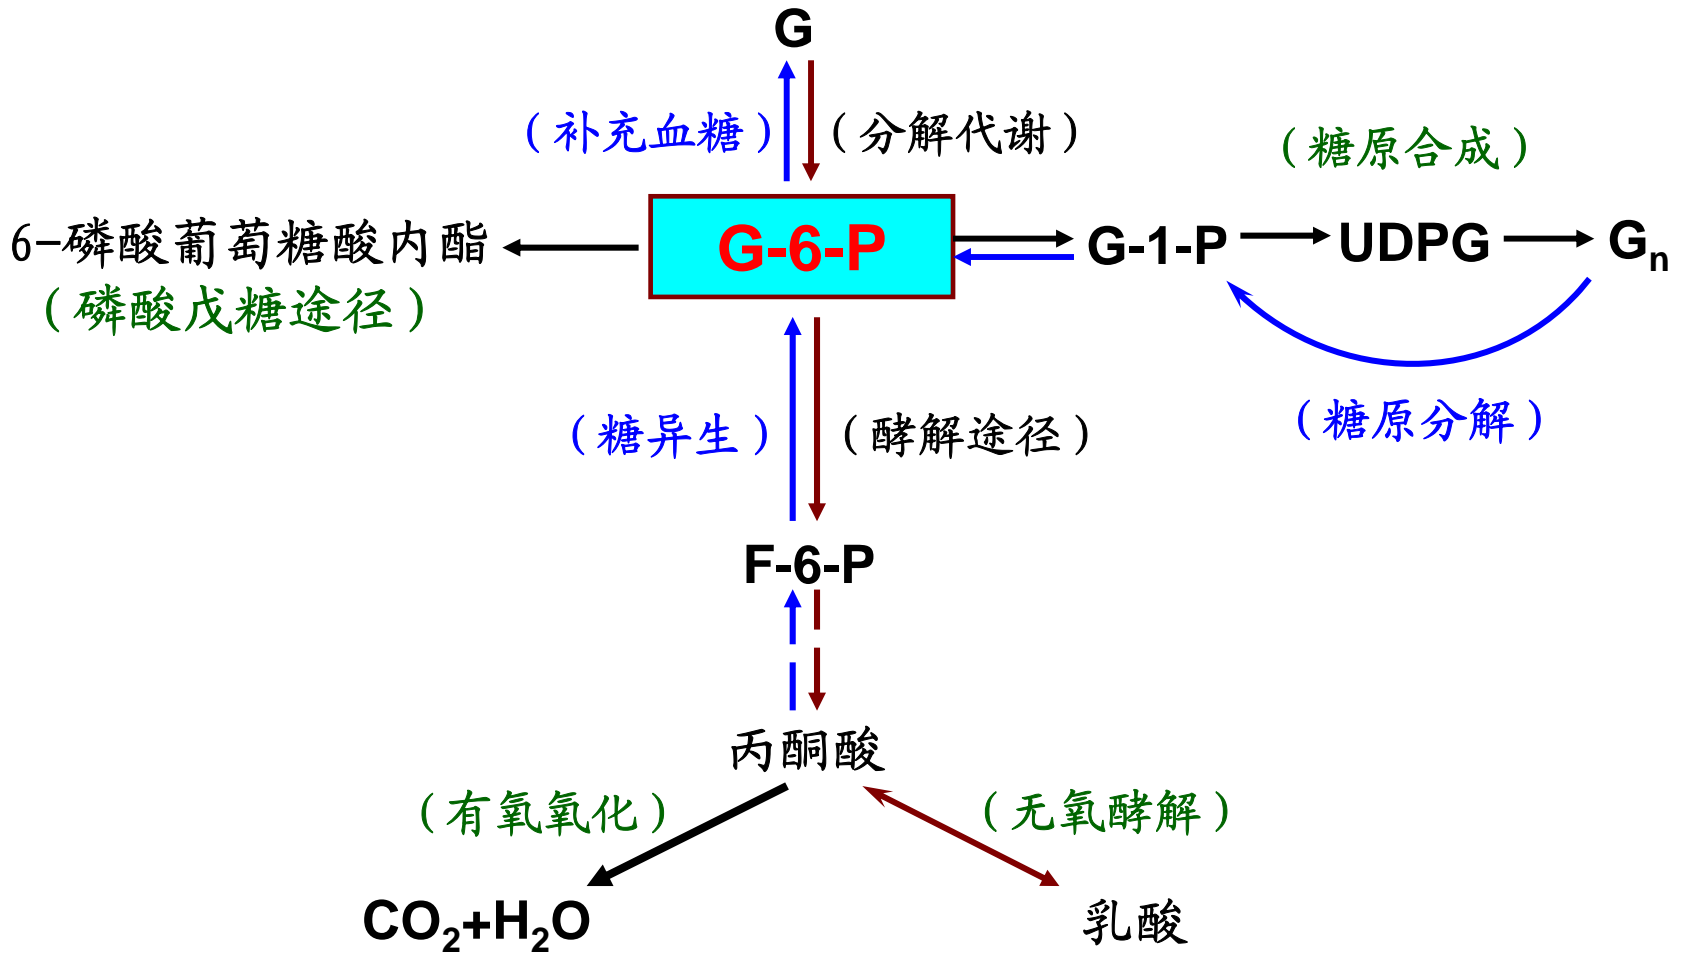 G
(补充血糖)
(分解代谢)
(糖原合成)
6-磷酸葡萄糖酸内酯
G-6-P
G-1-P
UDPG
Gn
(磷酸戊糖途径)
(糖异生)
(酵解途径)
(糖原分解)
F-6-P
丙酮酸
(有氧氧化)
(无氧酵解)
CO2+H2O
乳酸